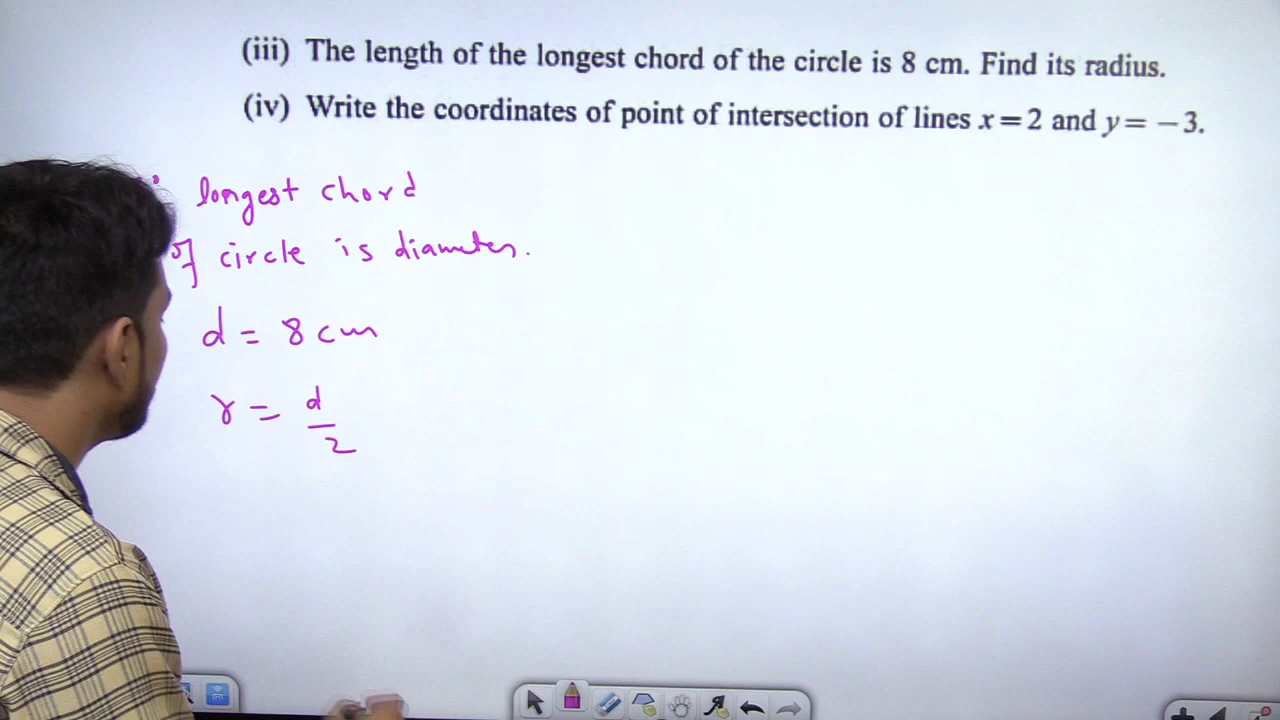 (iii) The length of the longest chord of the circle is 8 cm. Find its radius.
(iv) Write the coordinates of point of intersection of lines x = 2 and y = − 3.
longest chord
of circle is diameter.
d = 8 cm
r = d/2